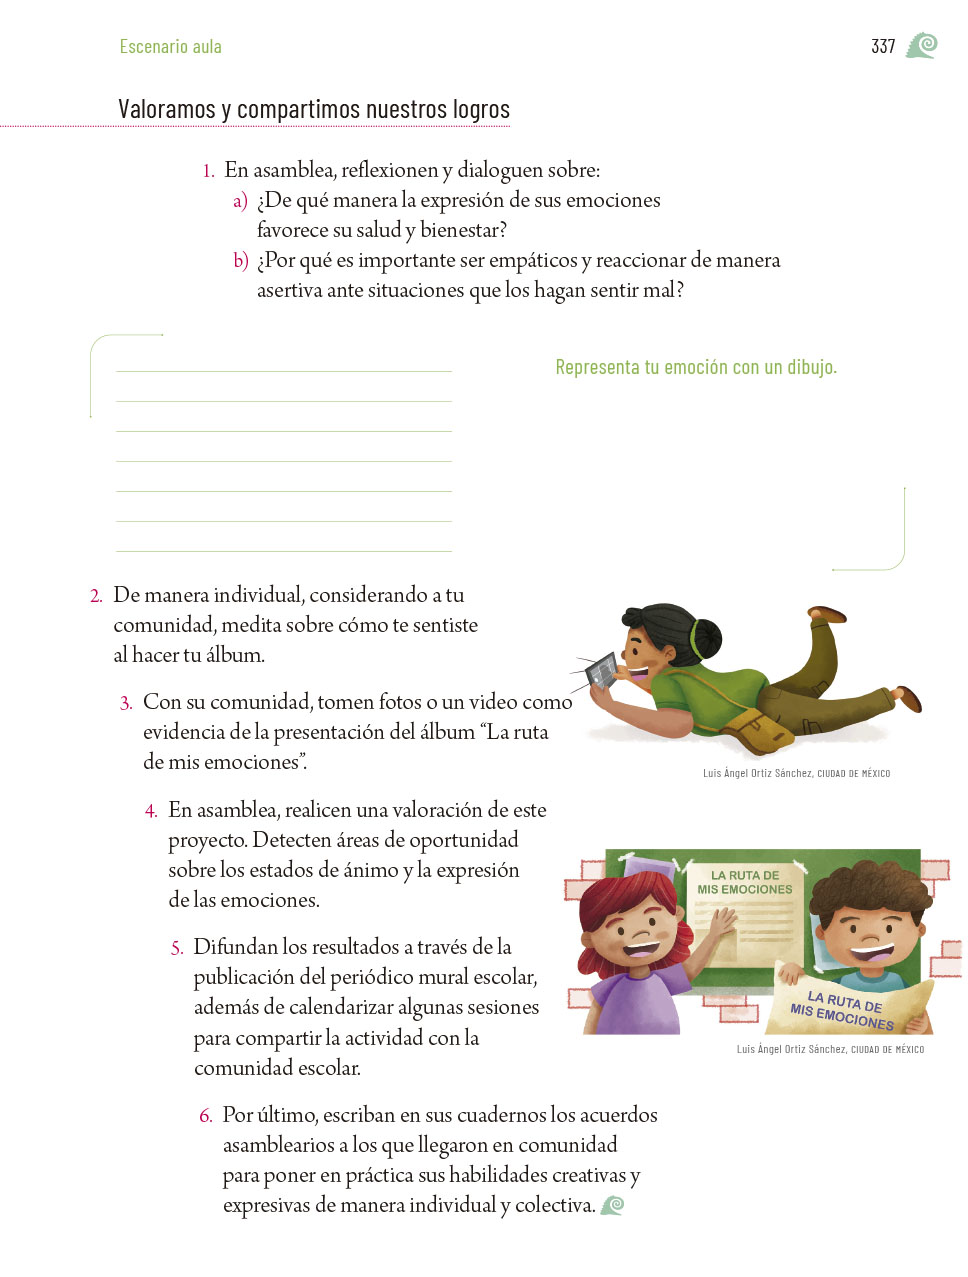 Escenario aula
337
Valoramos y compartimos nuestros logros
1. En asamblea, reflexionen y dialoguen sobre:
a) ¿De qué manera la expresión de sus emociones
favorece su salud y bienestar?
b) ¿Por qué es importante ser empáticos y reaccionar de manera
asertiva ante situaciones que los hagan sentir mal?
Representa tu emoción con un dibujo.
2. De manera individual, considerando a tu
comunidad, medita sobre cómo te sentiste
al hacer tu álbum.
3. Con su comunidad, tomen fotos o un video como
evidencia de la presentación del álbum “La ruta
de mis emociones”.
Luis Ángel Ortiz Sánchez, CIUDAD DE MÉXICO
4. En asamblea, realicen una valoración de este
proyecto. Detecten áreas de oportunidad
sobre los estados de ánimo y la expresión
de las emociones.
LA RUTA DE
MIS EMOCIONES
5. Difundan los resultados a través de la
publicación del periódico mural escolar,
además de calendarizar algunas sesiones
para compartir la actividad con la
comunidad escolar.
LA RUTA DE
MIS EMOCIONES
Luis Ángel Ortiz Sánchez, CIUDAD DE MÉXICO
6. Por último, escriban en sus cuadernos los acuerdos
asamblearios a los que llegaron en comunidad
para poner en práctica sus habilidades creativas y
expresivas de manera individual y colectiva.